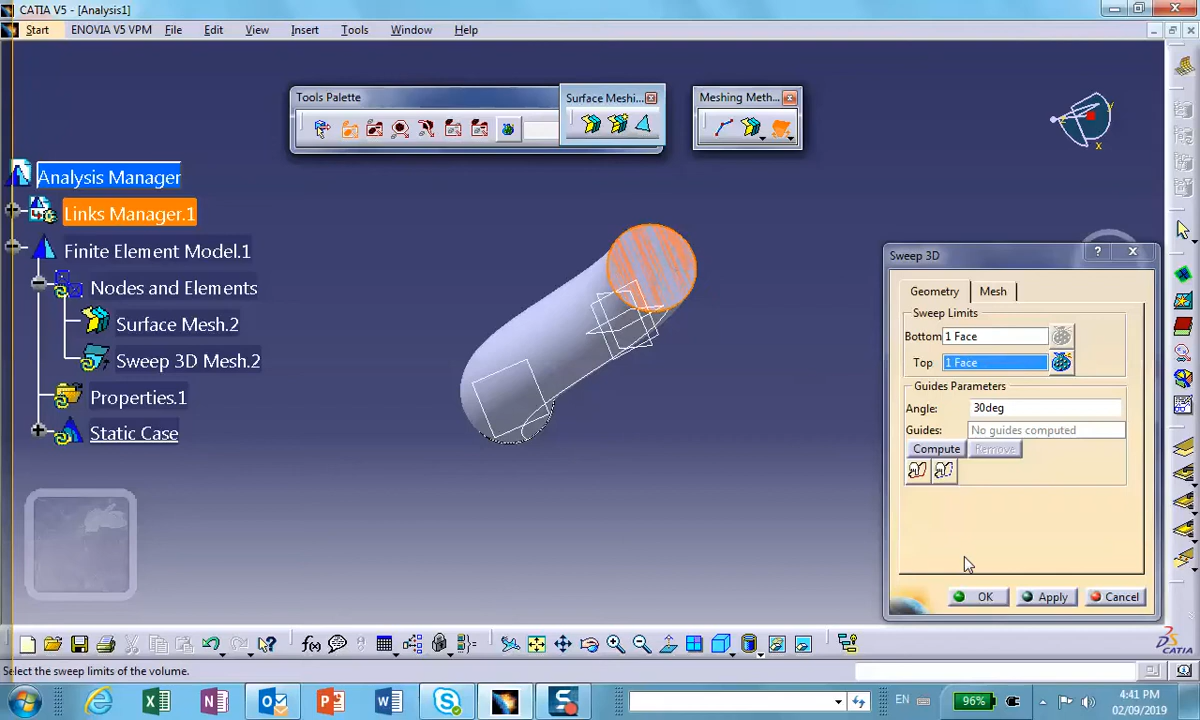 CATIA V5 - [Analysis1]
Start ENOVIA V5 VPM File Edit View Insert Tools Window Help
Tools Palette
Surface Meshi...
Meshing Meth...
Y
X
Analysis Manager
Links Manager.1
Finite Element Model.1
Nodes and Elements
Surface Mesh.2
Sweep 3D Mesh.2
Properties.1
Static Case
Sweep 3D
?
Geometry Mesh
Sweep Limits
Bottom 1 Face
Top 1 Face
Guides Parameters
Angle: 30deg
Guides: No guides computed
Compute Remove
OK Apply Cancel
f(x)
CATIA
Select the sweep limits of the volume.
EN
96%
4:41 PM
02/09/2019